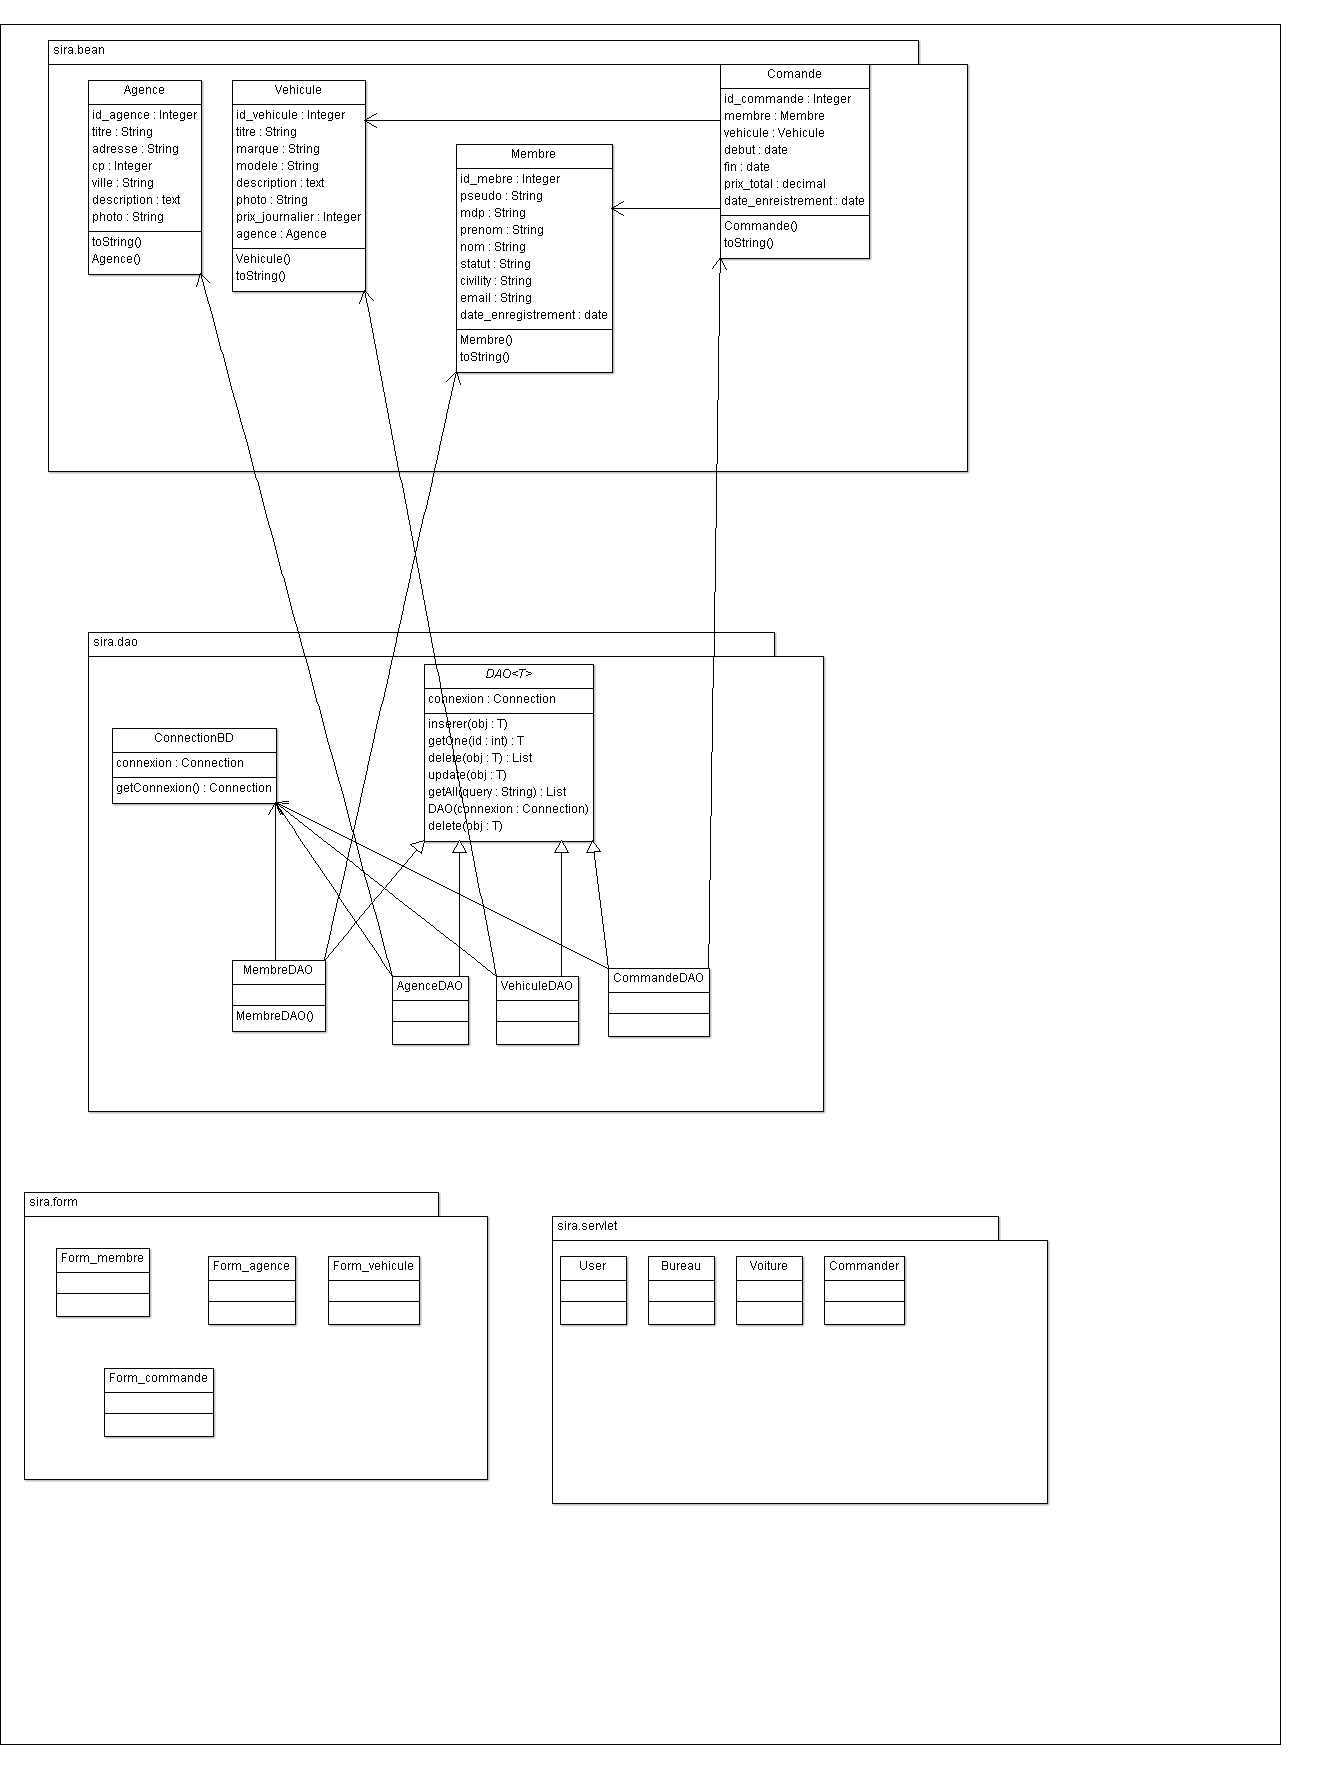 sira.bean
Agence
id_agence : Integer
titre : String
adresse : String
cp : Integer
ville : String
description : text
photo : String
toString()
Agence()
Vehicule
id_vehicule : Integer
titre : String
marque : String
modele : String
description : text
photo : String
prix_journalier : Integer
agence : Agence
Vehicule()
toString()
Membre
id_mebre : Integer
pseudo : String
mdp : String
prenom : String
nom : String
statut : String
civility : String
email : String
date_enregistrement : date
Membre()
toString()
Comande
id_commande : Integer
membre : Membre
vehicule : Vehicule
debut : date
fin : date
prix_total : decimal
date_enreistrement : date
Commande()
toString()
sira.dao
ConnectionBD
connexion : Connection
getConnexion() : Connection
DAO<T>
connexion : Connection
inserer(obj : T)
getOne(id : int) : T
delete(obj : T) : List
update(obj : T)
getAll(query : String) : List
DAO(connexion : Connection)
delete(obj : T)
MembreDAO
MembreDAO()
AgenceDAO
VehiculeDAO
CommandeDAO
sira.form
Form_membre
Form_agence
Form_vehicule
Form_commande
sira.servlet
User
Bureau
Voiture
Commander